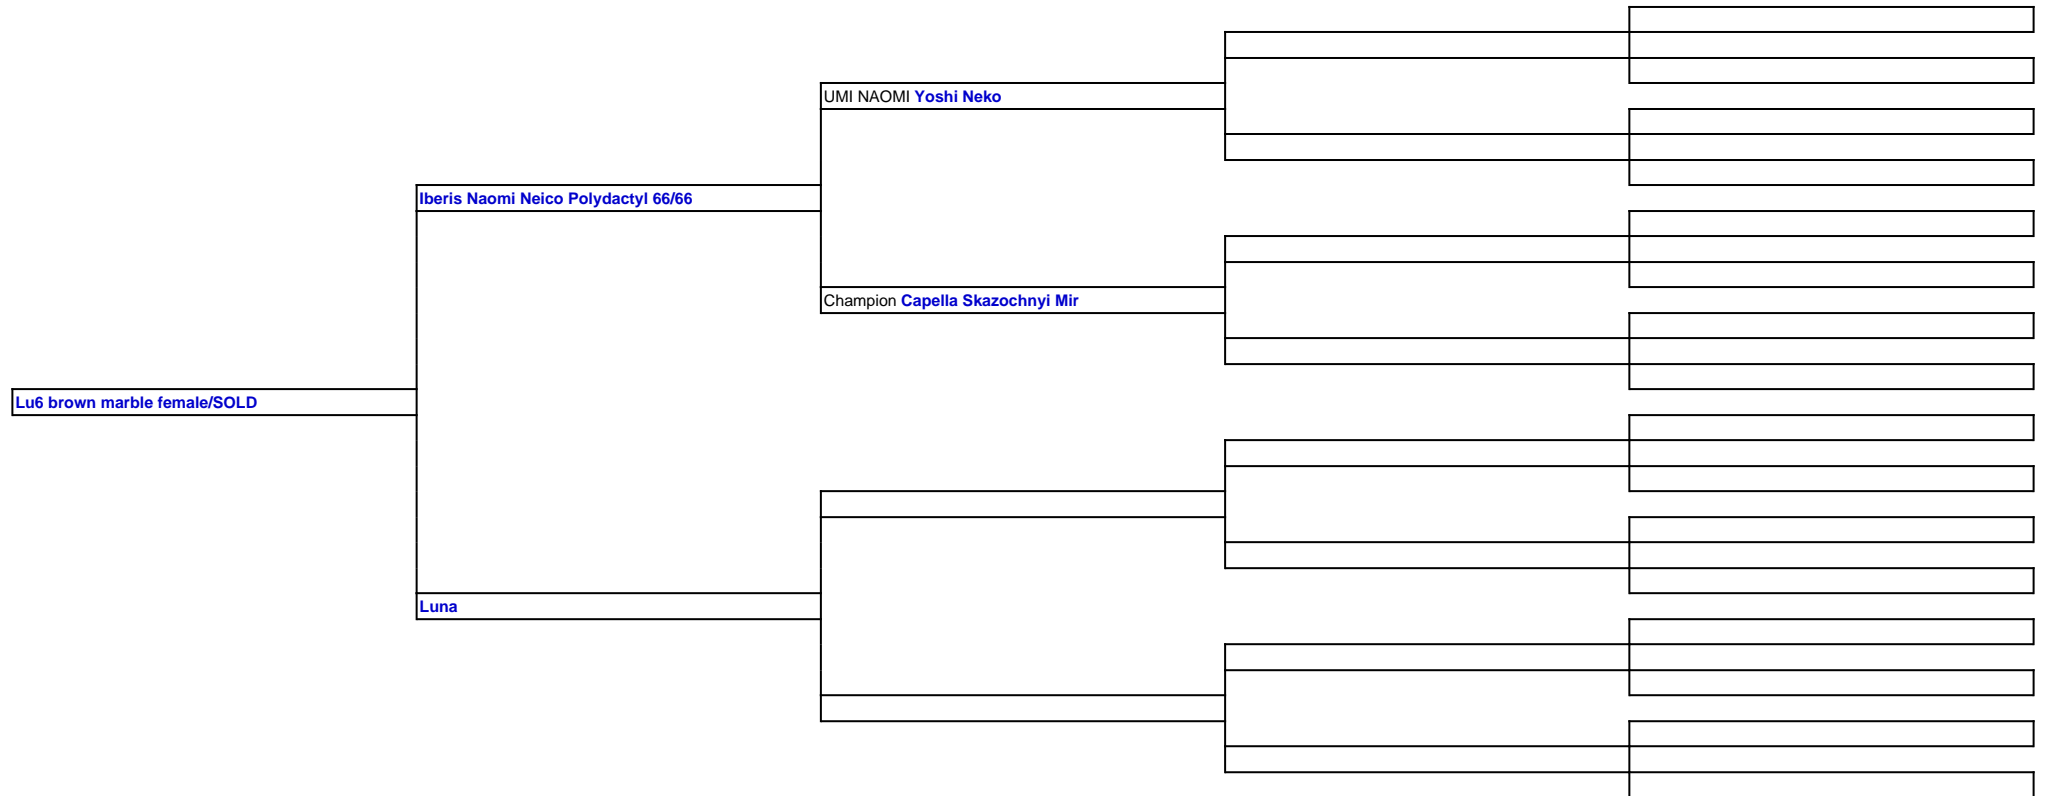 UMI NAOMI Yoshi Neko
Iberis Naomi Neico Polydactyl 66/66
Champion Capella Skazochnyi Mir
Lu6 brown marble female/SOLD
Luna